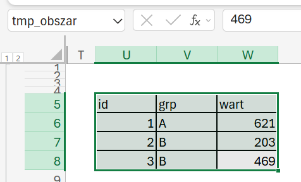 tmp_obszar 469
1 2 T U V W
1
2
3
4
5 id grp wart
6 1 A 621
7 2 B 203
8 3 B 469
9